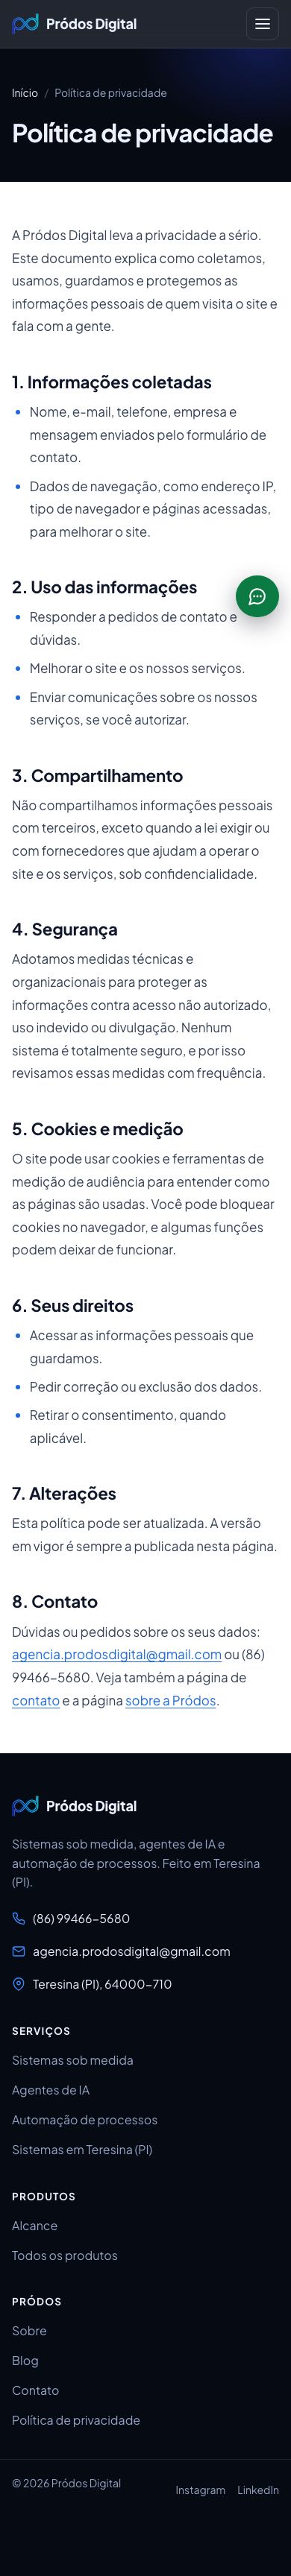 Pródos Digital
Início / Política de privacidade
Política de privacidade
A Pródos Digital leva a privacidade a sério.
Este documento explica como coletamos,
usamos, guardamos e protegemos as
informações pessoais de quem visita o site e
fala com a gente.
1. Informações coletadas
Nome, e-mail, telefone, empresa e
mensagem enviados pelo formulário de
contato.
Dados de navegação, como endereço IP,
tipo de navegador e páginas acessadas,
para melhorar o site.
2. Uso das informações
Responder a pedidos de contato e
dúvidas.
Melhorar o site e os nossos serviços.
Enviar comunicações sobre os nossos
serviços, se você autorizar.
3. Compartilhamento
Não compartilhamos informações pessoais
com terceiros, exceto quando a lei exigir ou
com fornecedores que ajudam a operar o
site e os serviços, sob confidencialidade.
4. Segurança
Adotamos medidas técnicas e
organizacionais para proteger as
informações contra acesso não autorizado,
uso indevido ou divulgação. Nenhum
sistema é totalmente seguro, e por isso
revisamos essas medidas com frequência.
5. Cookies e medição
O site pode usar cookies e ferramentas de
medição de audiência para entender como
as páginas são usadas. Você pode bloquear
cookies no navegador, e algumas funções
podem deixar de funcionar.
6. Seus direitos
Acessar as informações pessoais que
guardamos.
Pedir correção ou exclusão dos dados.
Retirar o consentimento, quando
aplicável.
7. Alterações
Esta política pode ser atualizada. A versão
em vigor é sempre a publicada nesta página.
8. Contato
Dúvidas ou pedidos sobre os seus dados:
agencia.prodosdigital@gmail.com ou (86)
99466-5680. Veja também a página de
contato e a página sobre a Pródos.
Pródos Digital
Sistemas sob medida, agentes de IA e
automação de processos. Feito em Teresina
(PI).
(86) 99466-5680
agencia.prodosdigital@gmail.com
Teresina (PI), 64000-710
SERVIÇOS
Sistemas sob medida
Agentes de IA
Automação de processos
Sistemas em Teresina (PI)
PRODUTOS
Alcance
Todos os produtos
PRÓDOS
Sobre
Blog
Contato
Política de privacidade
© 2026 Pródos Digital
Instagram LinkedIn